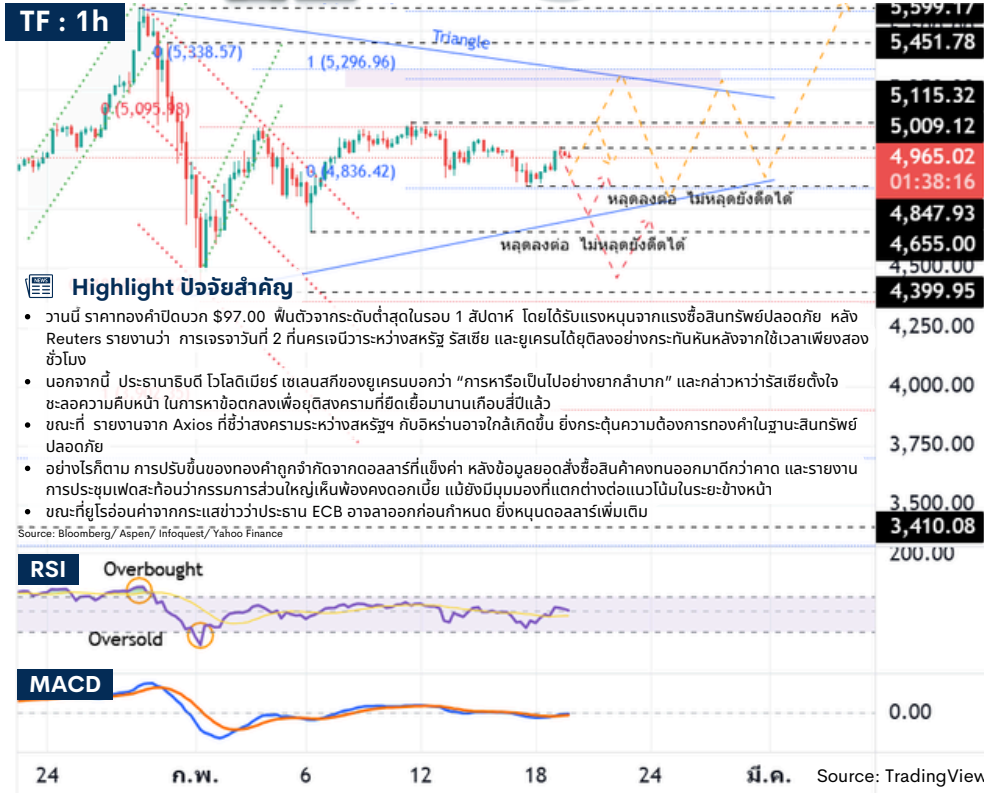 TF : 1h
5,599.17
5,451.78
Triangle
0 (5,338.57)
1 (5,296.96)
0 (5,095.98)
5,115.32
5,009.12
4,965.02
01:38:16
0 (4,836.42)
หลุดลงต่อ ไม่หลุดยังดีดได้
4,847.93
หลุดลงต่อ ไม่หลุดยังดีดได้
4,655.00
4,500.00
4,399.95
4,250.00
4,000.00
3,750.00
3,500.00
3,410.08
200.00
NEWS
Highlight ปัจจัยสำคัญ
• วานนี้ ราคาทองคำปิดบวก $97.00 ฟื้นตัวจากระดับต่ำสุดในรอบ 1 สัปดาห์ โดยได้รับแรงหนุนจากแรงซื้อสินทรัพย์ปลอดภัย หลัง
Reuters รายงานว่า การเจรจาวันที่ 2 ที่นครเจนีวาระหว่างสหรัฐ รัสเซีย และยูเครนได้ยุติลงอย่างกระทันหันหลังจากใช้เวลาเพียงสอง
ชั่วโมง
• นอกจากนี้ ประธานาธิบดี โวโลดิเมียร์ เซเลนสกีของยูเครนบอกว่า “การหารือเป็นไปอย่างยากลำบาก” และกล่าวหาว่ารัสเซียตั้งใจ
ชะลอความคืบหน้า ในการหาข้อตกลงเพื่อยุติสงครามที่ยืดเยื้อมานานเกือบสี่ปีแล้ว
• ขณะที่ รายงานจาก Axios ที่ชี้ว่าสงครามระหว่างสหรัฐฯ กับอิหร่านอาจใกล้เกิดขึ้น ยิ่งกระตุ้นความต้องการทองคำในฐานะสินทรัพย์
ปลอดภัย
• อย่างไรก็ตาม การปรับขึ้นของทองคำถูกจำกัดจากดอลลาร์ที่แข็งค่า หลังข้อมูลยอดสั่งซื้อสินค้าคงทนออกมาดีกว่าคาด และรายงาน
การประชุมเฟดสะท้อนว่ากรรมการส่วนใหญ่เห็นพ้องคงดอกเบี้ย แม้ยังมีมุมมองที่แตกต่างต่อแนวโน้มในระยะข้างหน้า
• ขณะที่ยูโรอ่อนค่าจากกระแสข่าวว่าประธาน ECB อาจลาออกก่อนกำหนด ยิ่งหนุนดอลลาร์เพิ่มเติม
Source: Bloomberg/ Aspen/ Infoquest/ Yahoo Finance
RSI
Overbought
Oversold
MACD
0.00
24 ก.พ. 6 12 18 24 มี.ค.
Source: TradingView